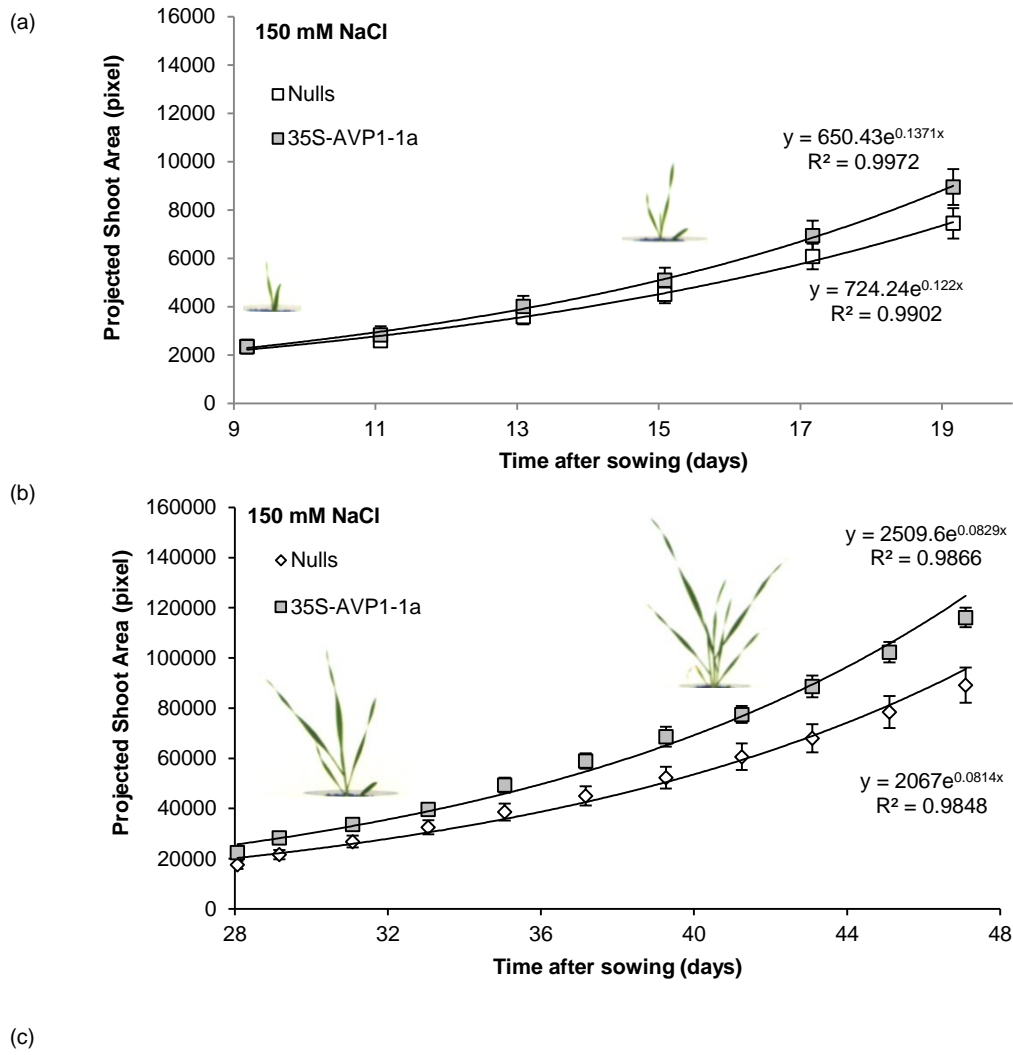 (a)
150 mM NaCl
Nulls
35S-AVP1-1a
y = 650.43e^0.1371x
R² = 0.9972
y = 724.24e^0.122x
R² = 0.9902
Projected Shoot Area (pixel)
16000
14000
12000
10000
8000
6000
4000
2000
0
9 11 13 15 17 19
Time after sowing (days)
(b)
150 mM NaCl
Nulls
35S-AVP1-1a
y = 2509.6e^0.0829x
R² = 0.9866
y = 2067e^0.0814x
R² = 0.9848
Projected Shoot Area (pixel)
160000
140000
120000
100000
80000
60000
40000
20000
0
28 32 36 40 44 48
Time after sowing (days)
(c)